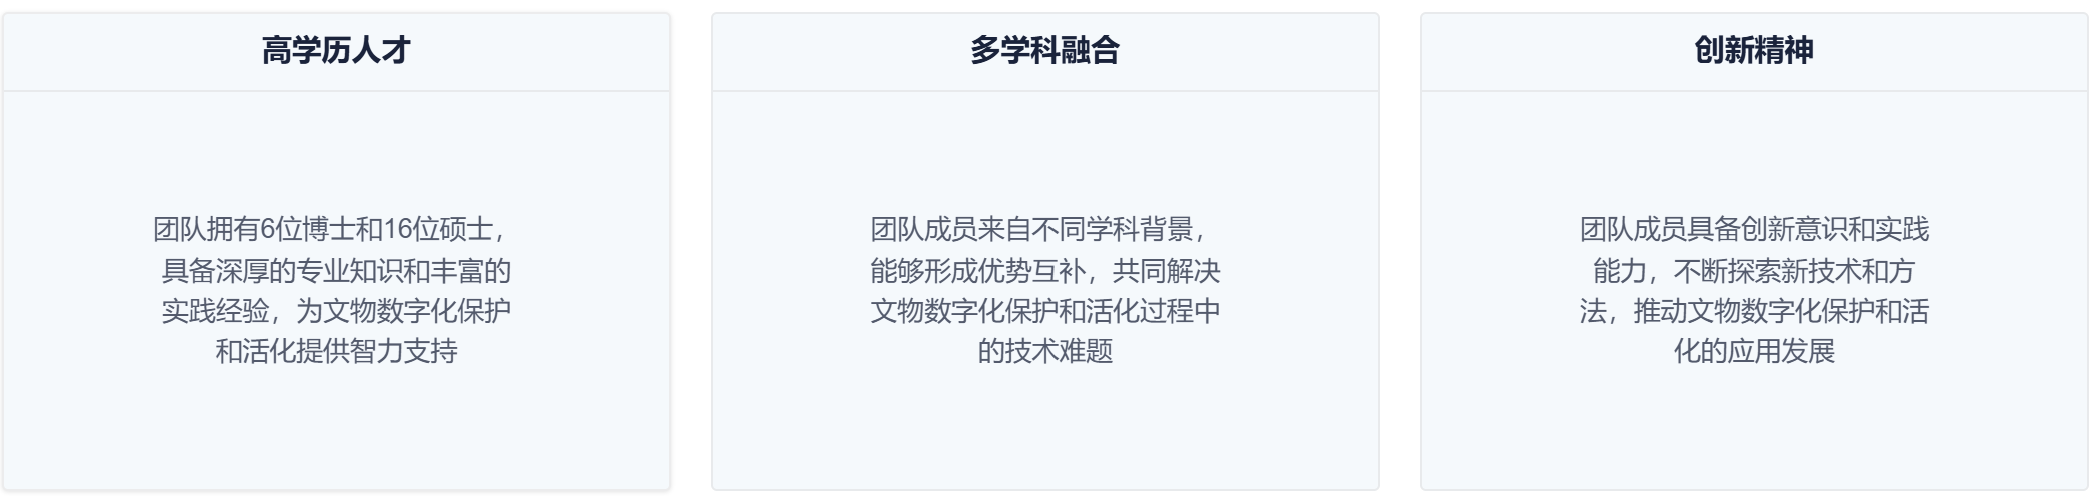 高学历人才
团队拥有6位博士和16位硕士，
具备深厚的专业知识和丰富的
实践经验，为文物数字化保护
和活化提供智力支持
多学科融合
团队成员来自不同学科背景，
能够形成优势互补，共同解决
文物数字化保护和活化过程中
的技术难题
创新精神
团队成员具备创新意识和实践
能力，不断探索新技术和方
法，推动文物数字化保护和活
化的应用发展